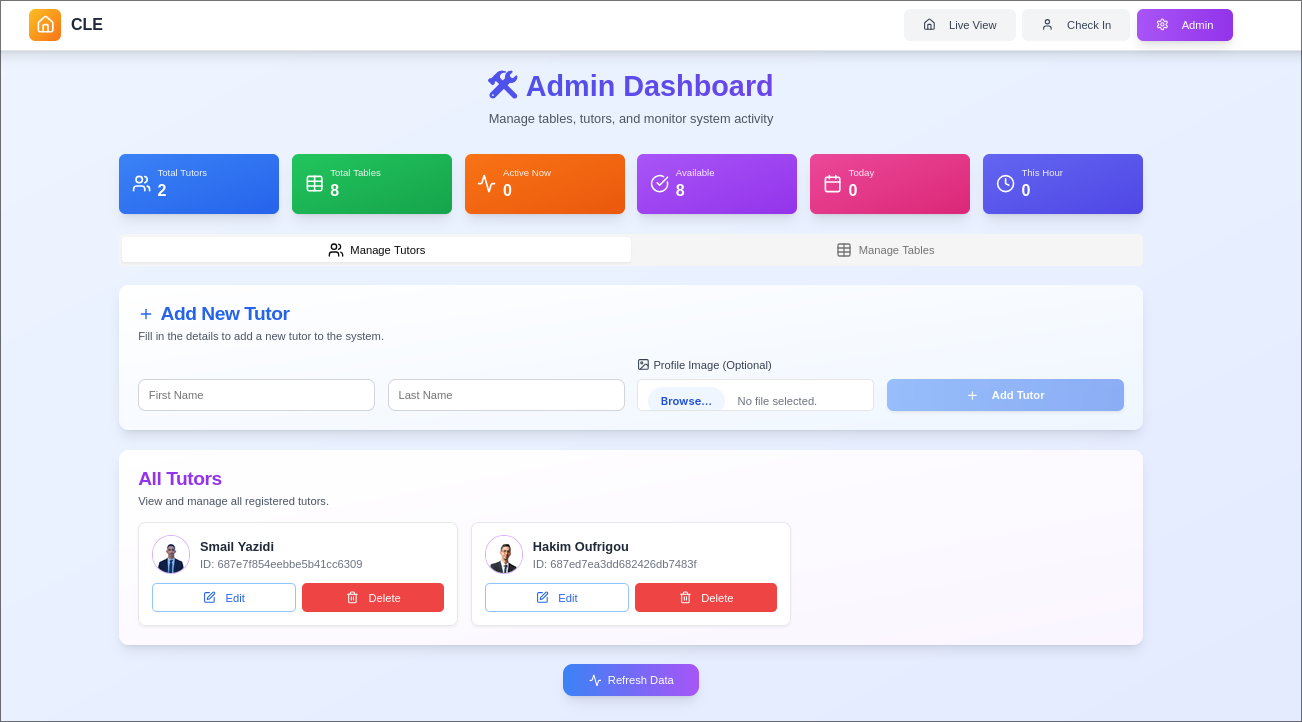 CLE
Live View
Check In
Admin
🛠 Admin Dashboard
Manage tables, tutors, and monitor system activity
Total Tutors
2
Total Tables
8
Active Now
0
Available
8
Today
0
This Hour
0
Manage Tutors
Manage Tables
Add New Tutor
Fill in the details to add a new tutor to the system.
Profile Image (Optional)
First Name
Last Name
Browse... No file selected.
Add Tutor
All Tutors
View and manage all registered tutors.
Smail Yazidi
ID: 687e7f854eebbe5b41cc6309
Edit
Delete
Hakim Oufrigou
ID: 687ed7ea3dd682426db7483f
Edit
Delete
Refresh Data